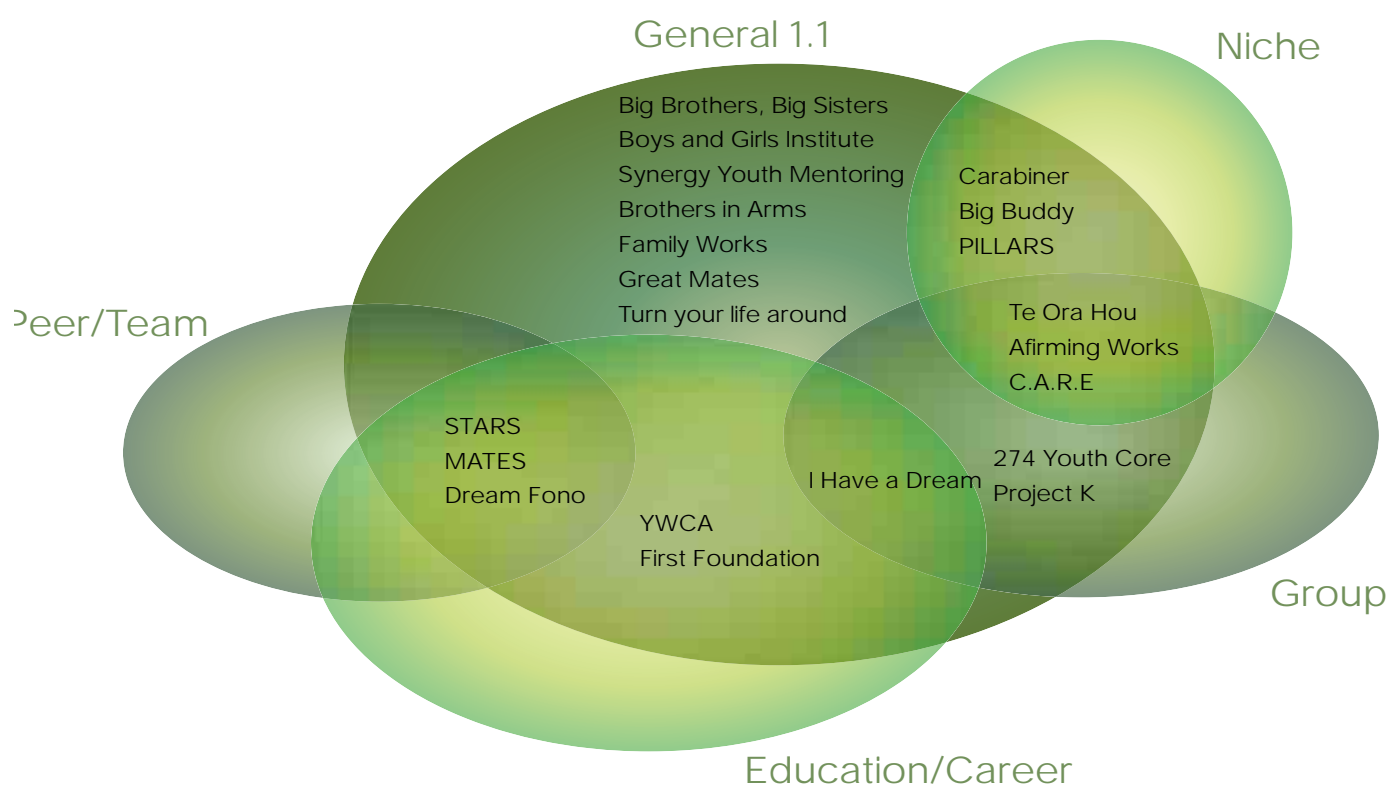 General 1.1
Niche
Big Brothers, Big Sisters
Boys and Girls Institute
Synergy Youth Mentoring
Brothers in Arms
Family Works
Great Mates
Turn your life around
Carabiner
Big Buddy
PILLARS
Te Ora Hou
Afirming Works
C.A.R.E
Peer/Team
STARS
MATES
Dream Fono
I Have a Dream
274 Youth Core
Project K
YWCA
First Foundation
Group
Education/Career